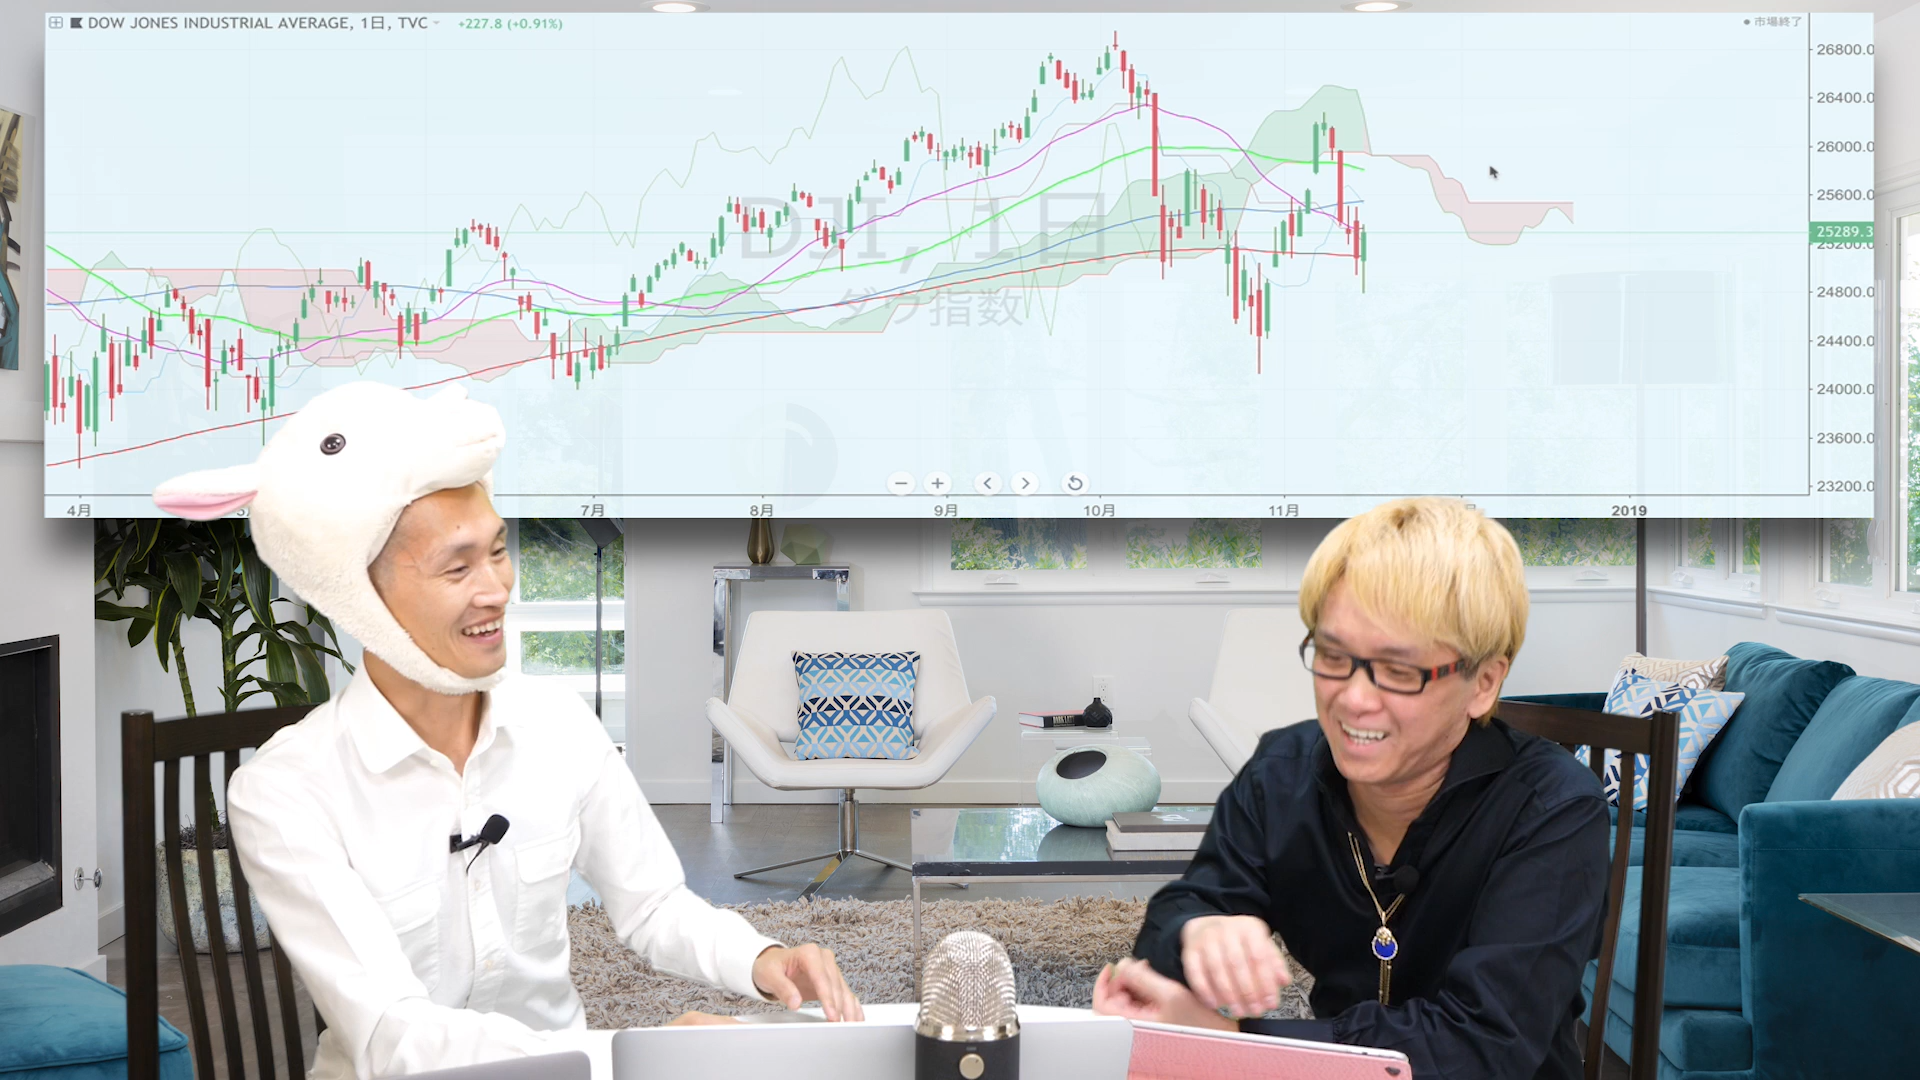 DOW JONES INDUSTRIAL AVERAGE, 1日, TVC +227.8 (+0.91%)
市場終了
DJI, 1日
ダウ指数
26800.0
26400.0
26000.0
25600.0
25289.3
25200.0
24800.0
24400.0
24000.0
23600.0
23200.0
4月
7月
8月
9月
10月
11月
2019